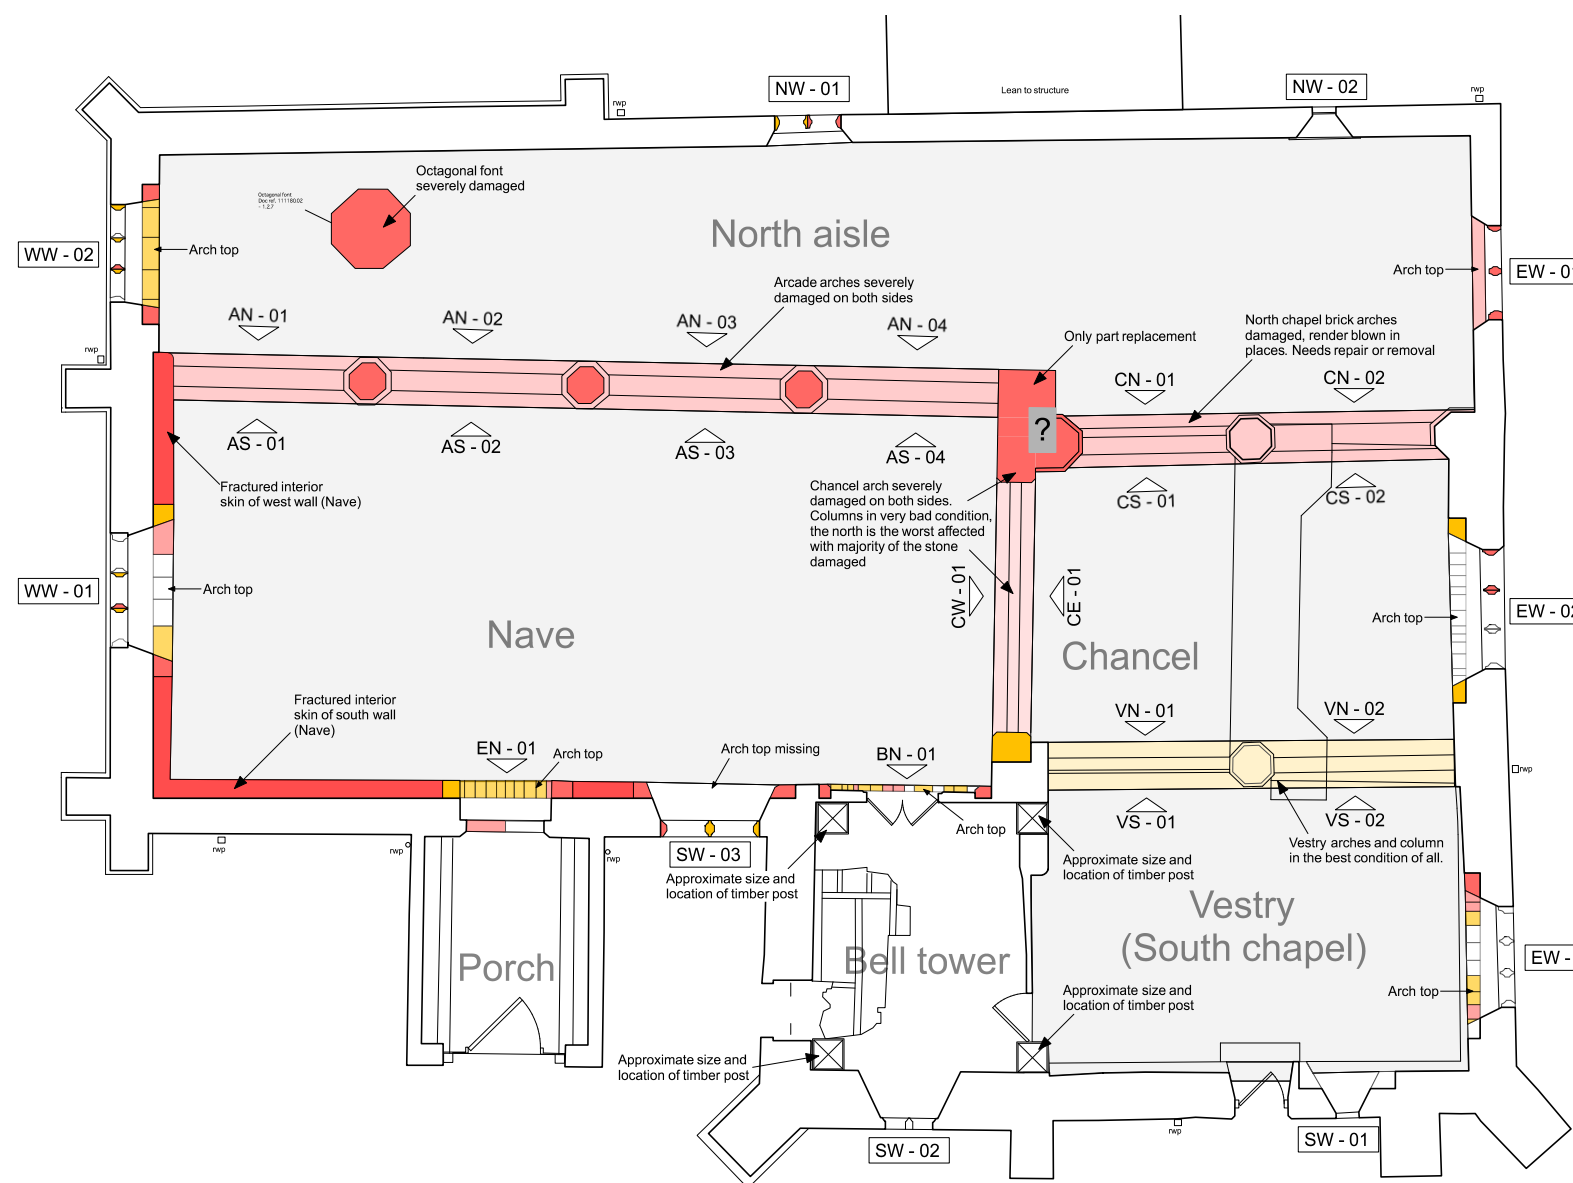 NW - 01
NW - 02
rwp
rwp
Lean to structure
Octagonal font
severely damaged
Octagonal font
Doc ref. 111180.02
- 1.2.7
North aisle
WW - 02
Arch top
Arch top
EW - 0
Arcade arches severely
damaged on both sides
AN - 01
AN - 02
AN - 03
AN - 04
Only part replacement
North chapel brick arches
damaged, render blown in
places. Needs repair or removal
rwp
CN - 01
CN - 02
AS - 01
AS - 02
AS - 03
AS - 04
?
Fractured interior
skin of west wall (Nave)
Chancel arch severely
damaged on both sides.
Columns in very bad condition,
the north is the worst affected
with majority of the stone
damaged
CS - 01
CS - 02
WW - 01
Arch top
CW - 01
CE - 01
Arch top
EW - 02
Nave
Chancel
Fractured interior
skin of south wall
(Nave)
EN - 01
Arch top
Arch top missing
BN - 01
VN - 01
VN - 02
rwp
Arch top
VS - 01
VS - 02
rwp
rwp
rwp
SW - 03
Approximate size and
location of timber post
Approximate size and
location of timber post
Vestry arches and column
in the best condition of all.
Vestry
(South chapel)
Porch
Bell tower
EW -
Arch top
Approximate size and
location of timber post
Approximate size and
location of timber post
rwp
SW - 02
SW - 01